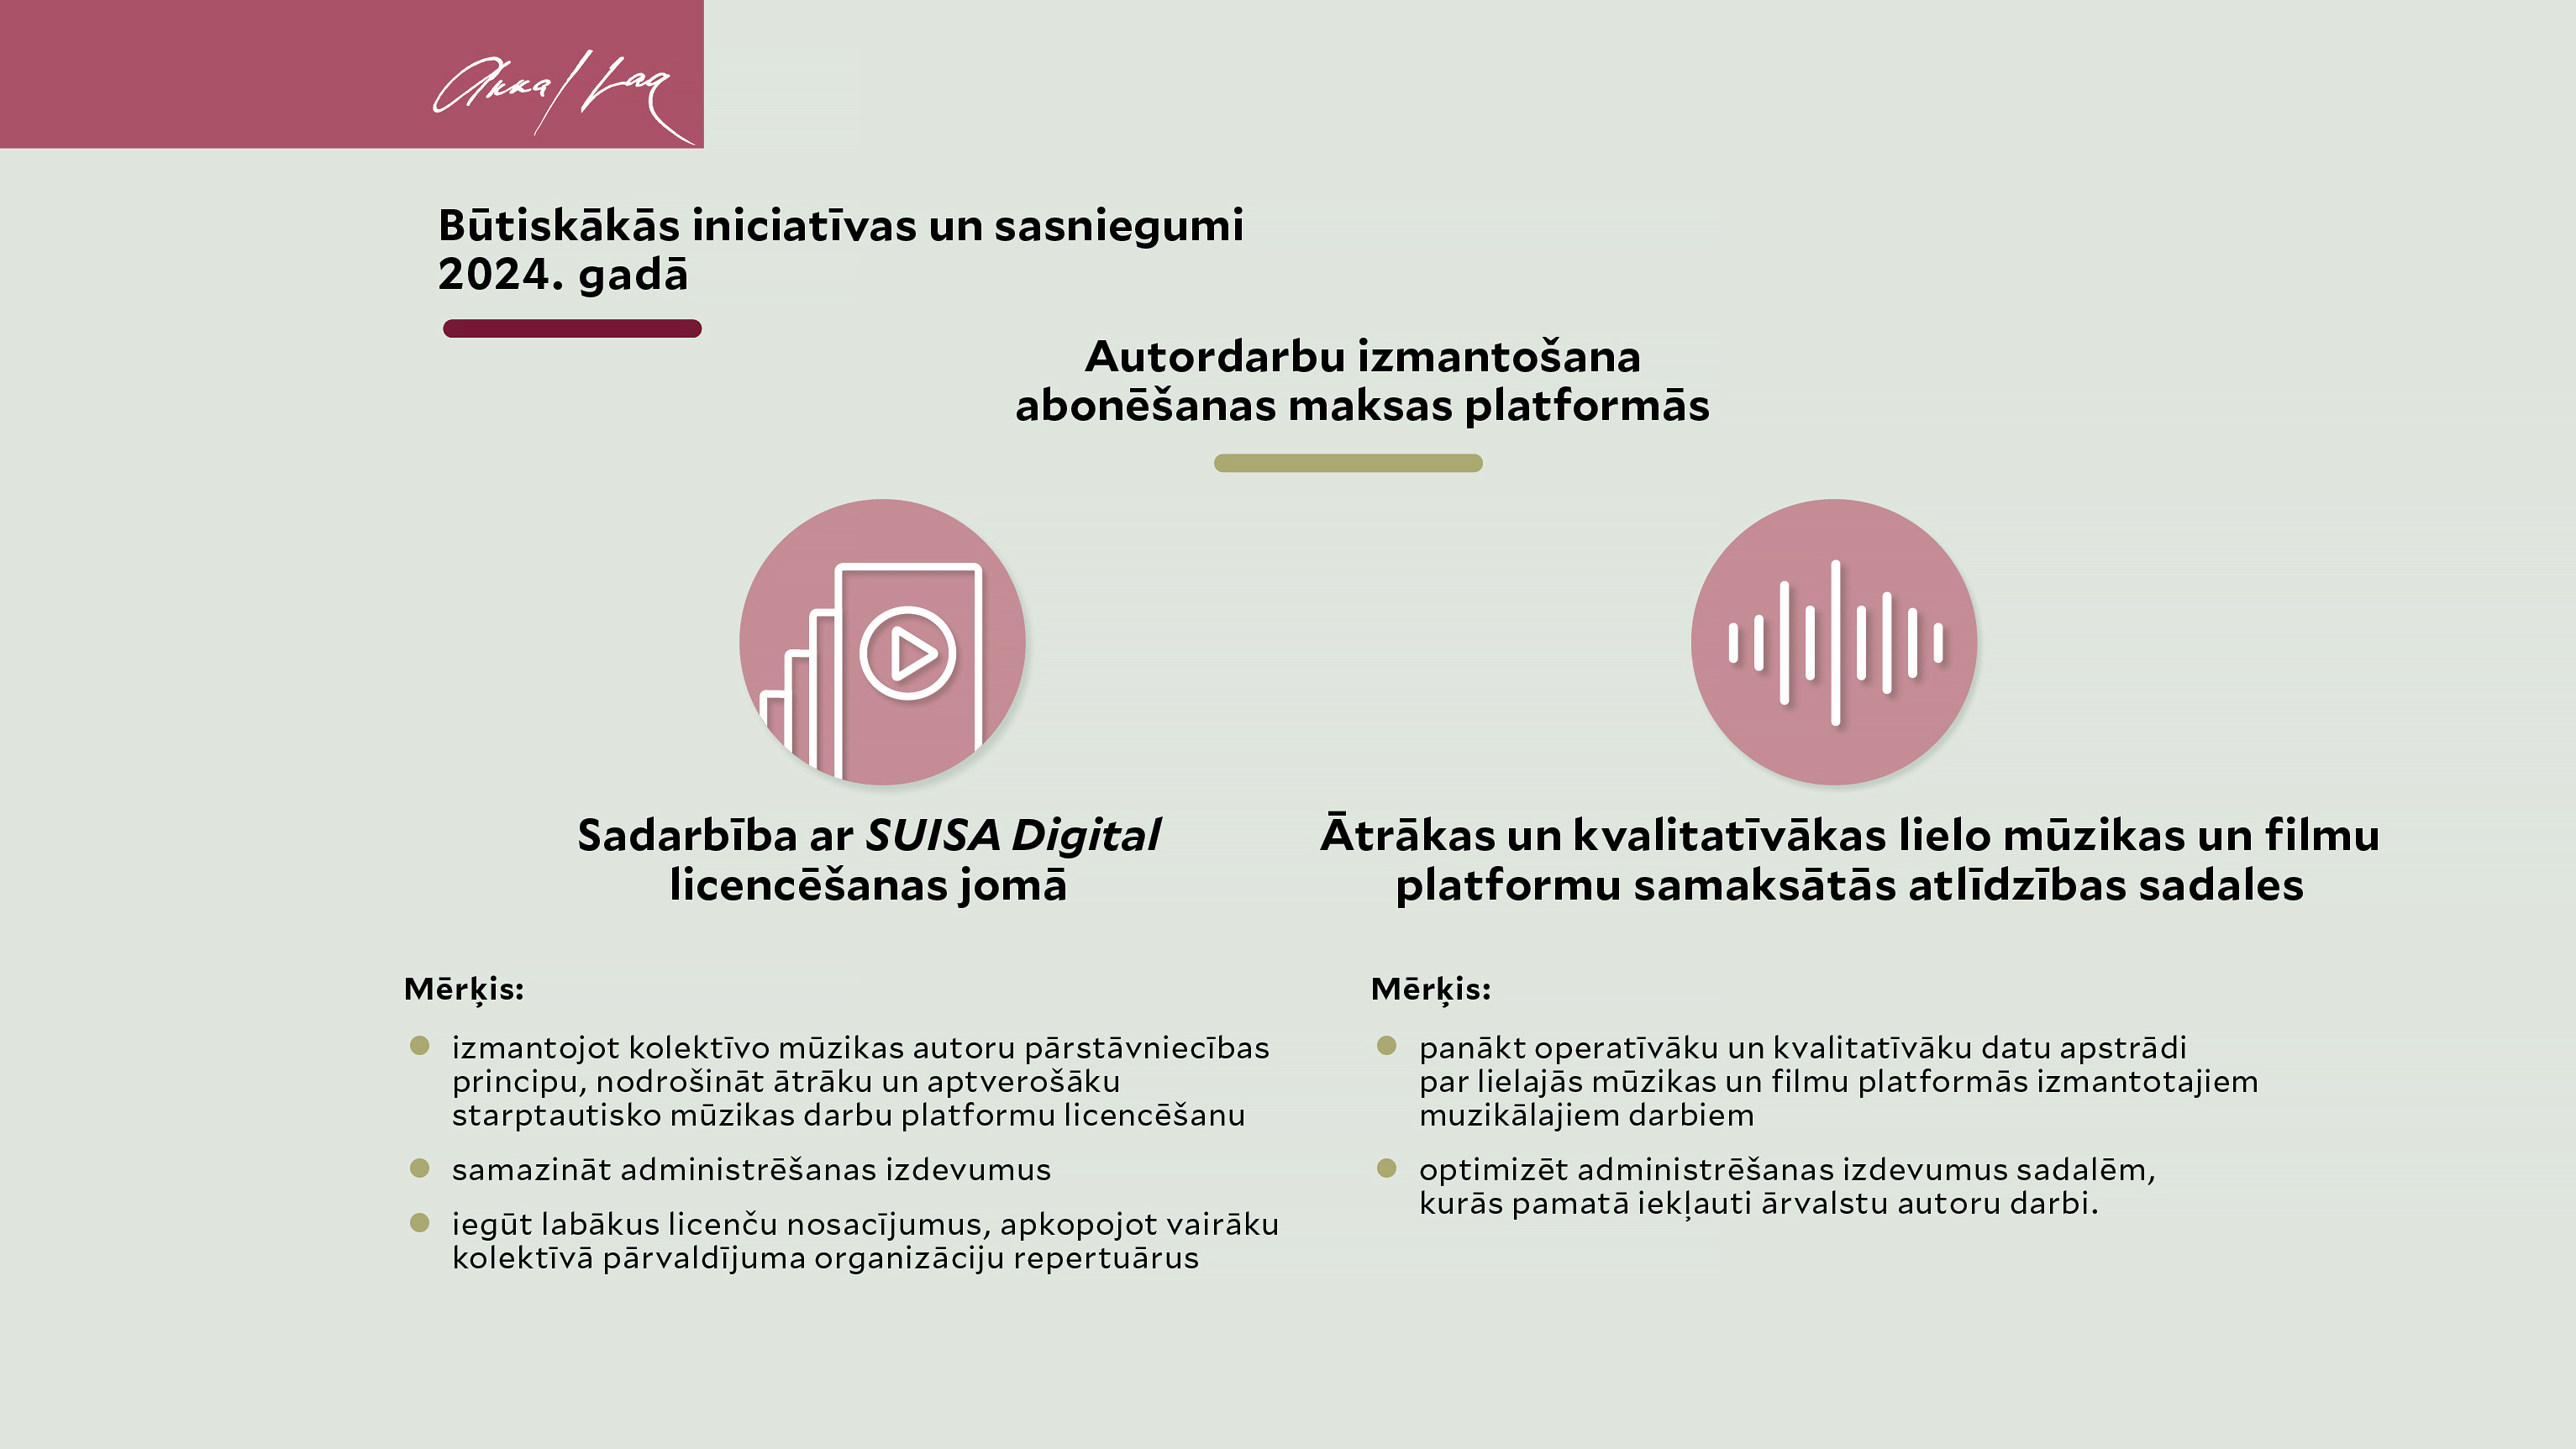 Akka/Laa
Būtiskākās iniciatīvas un sasniegumi
2024. gadā
Autordarbu izmantošana
abonēšanas maksas platformās
Sadarbība ar SUISA Digital
licencēšanas jomā
Mērķis:
izmantojot kolektīvo mūzikas autoru pārstāvniecības
principu, nodrošināt ātrāku un aptverošāku
starptautisko mūzikas darbu platformu licencēšanu
samazināt administrēšanas izdevumus
iegūt labākus licenču nosacījumus, apkopojot vairāku
kolektīvā pārvaldījuma organizāciju repertuārus
Ātrākas un kvalitatīvākas lielo mūzikas un filmu
platformu samaksātās atlīdzības sadales
Mērķis:
panākt operatīvāku un kvalitatīvāku datu apstrādi
par lielajās mūzikas un filmu platformās izmantotajiem
muzikālajiem darbiem
optimizēt administrēšanas izdevumus sadalēm,
kurās pamatā iekļauti ārvalstu autoru darbi.